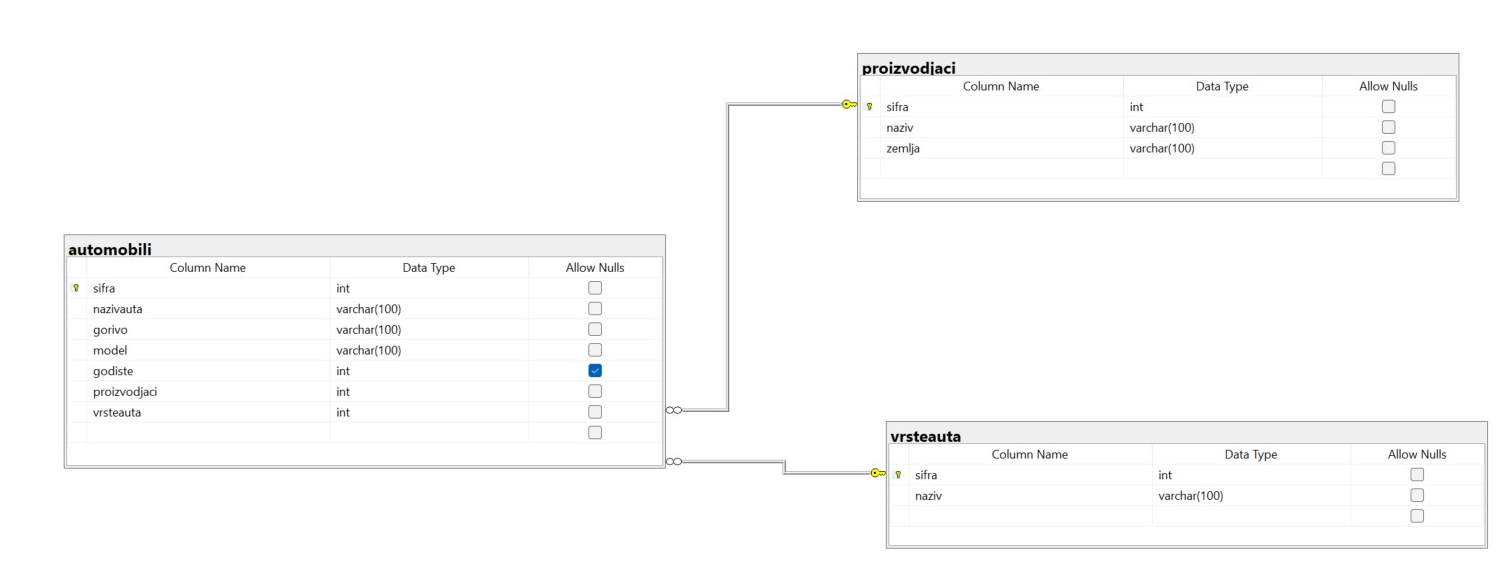 proizvodjaci
Column Name Data Type Allow Nulls
sifra int
naziv varchar(100)
zemlja varchar(100)
automobili
Column Name Data Type Allow Nulls
sifra int
nazivauta varchar(100)
gorivo varchar(100)
model varchar(100)
godiste int
proizvodjaci int
vrsteauta int
vrsteauta
Column Name Data Type Allow Nulls
sifra int
naziv varchar(100)